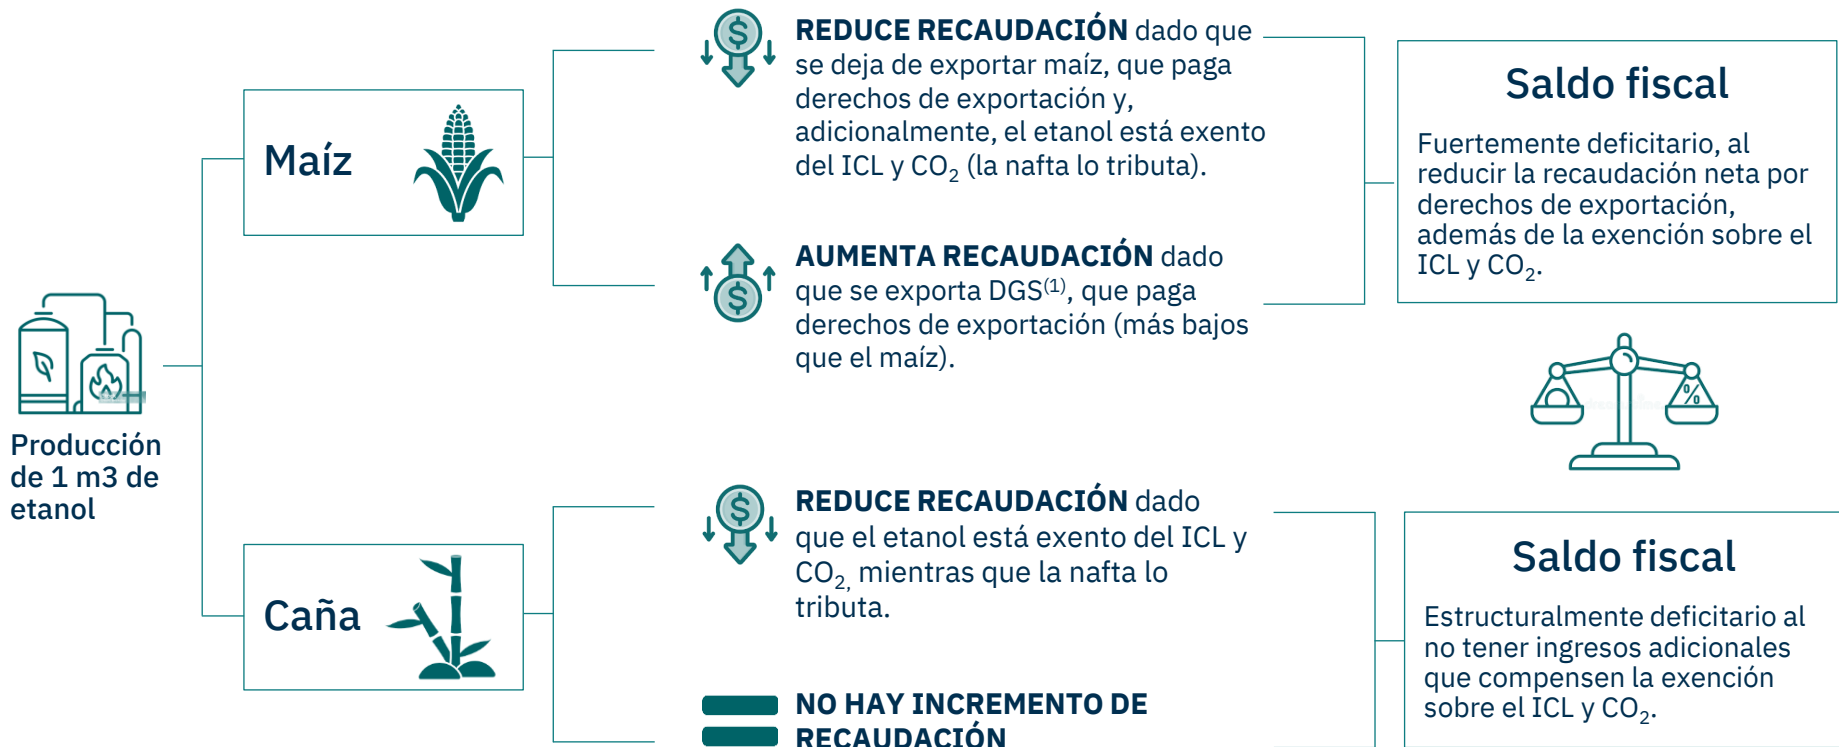 Producción
de 1 m3 de
etanol
Maíz
REDUCE RECAUDACIÓN dado que
se deja de exportar maíz, que paga
derechos de exportación y,
adicionalmente, el etanol está exento
del ICL y CO₂ (la nafta lo tributa).
$
AUMENTA RECAUDACIÓN dado
que se exporta DGS⁽¹⁾, que paga
derechos de exportación (más bajos
que el maíz).
$
Saldo fiscal
Fuertemente deficitario, al
reducir la recaudación neta por
derechos de exportación,
además de la exención sobre el
ICL y CO₂.
%
Caña
REDUCE RECAUDACIÓN dado
que el etanol está exento del ICL y
CO₂, mientras que la nafta lo
tributa.
$
NO HAY INCREMENTO DE
RECAUDACIÓN
Saldo fiscal
Estructuralmente deficitario al
no tener ingresos adicionales
que compensen la exención
sobre el ICL y CO₂.